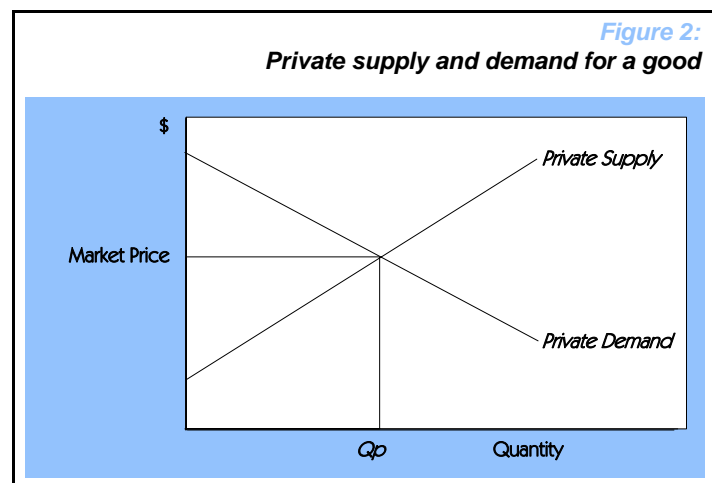 Figure 2:
Private supply and demand for a good
$
Private Supply
Market Price
Private Demand
Qp
Quantity